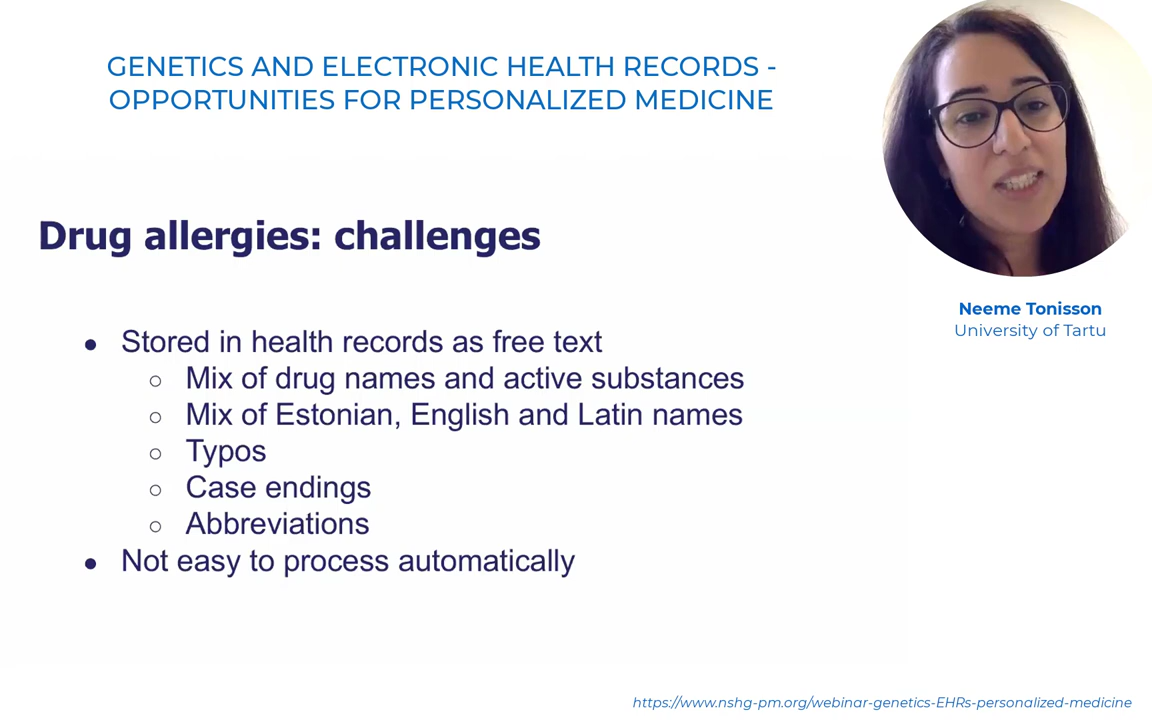 GENETICS AND ELECTRONIC HEALTH RECORDS -
OPPORTUNITIES FOR PERSONALIZED MEDICINE
Drug allergies: challenges
• Stored in health records as free text
○ Mix of drug names and active substances
○ Mix of Estonian, English and Latin names
○ Typos
○ Case endings
○ Abbreviations
• Not easy to process automatically
Neeme Tonisson
University of Tartu
https://www.nshg-pm.org/webinar-genetics-EHRs-personalized-medicine